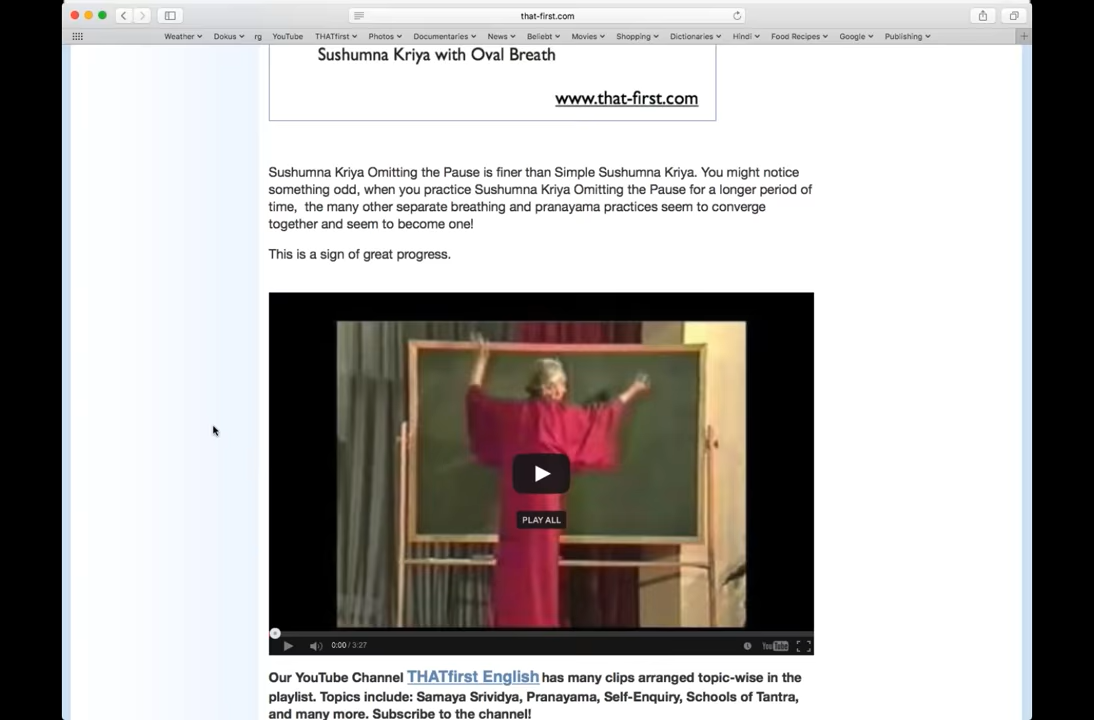 that-first.com
Weather Dokus rg YouTube THATfirst Photos Documentaries News Beliebt Movies Shopping Dictionaries Hindi Food Recipes Google Publishing
Sushumna Kriya with Oval Breath
www.that-first.com
Sushumna Kriya Omitting the Pause is finer than Simple Sushumna Kriya. You might notice
something odd, when you practice Sushumna Kriya Omitting the Pause for a longer period of
time, the many other separate breathing and pranayama practices seem to converge
together and seem to become one!
This is a sign of great progress.
PLAY ALL
0:00 / 3:27
YouTube
Our YouTube Channel THATfirst English has many clips arranged topic-wise in the
playlist. Topics include: Samaya Srividya, Pranayama, Self-Enquiry, Schools of Tantra,
and many more. Subscribe to the channel!